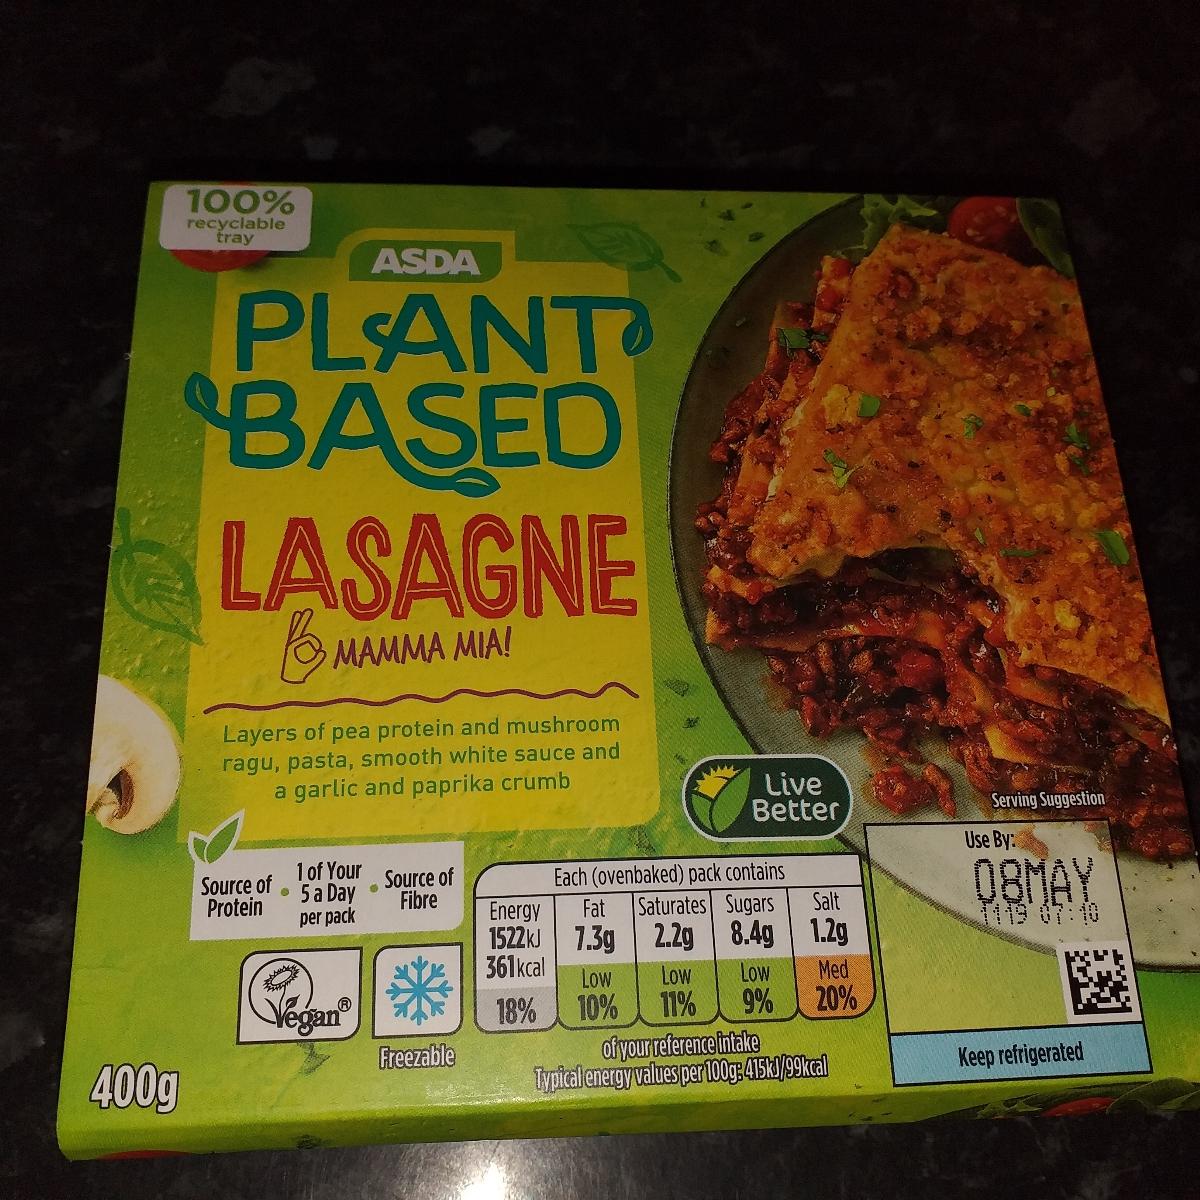 100%
recyclable
tray
ASDA
PLANT
BASED
LASAGNE
MAMMA MIA!
Layers of pea protein and mushroom
ragu, pasta, smooth white sauce and
a garlic and paprika crumb
Live
Better
Serving Suggestion
Use By:
08MAY
1119 07:10
Keep refrigerated
Source of
Protein
1 of Your
5 a Day
per pack
Source of
Fibre
Vegan®
Freezable
400g
Each (ovenbaked) pack contains
Energy
1522kJ
361kcal
18%
Fat
7.3g
Low
10%
Saturates
2.2g
Low
11%
Sugars
8.4g
Low
9%
Salt
1.2g
Med
20%
of your reference intake
Typical energy values per 100g: 415kJ/99kcal